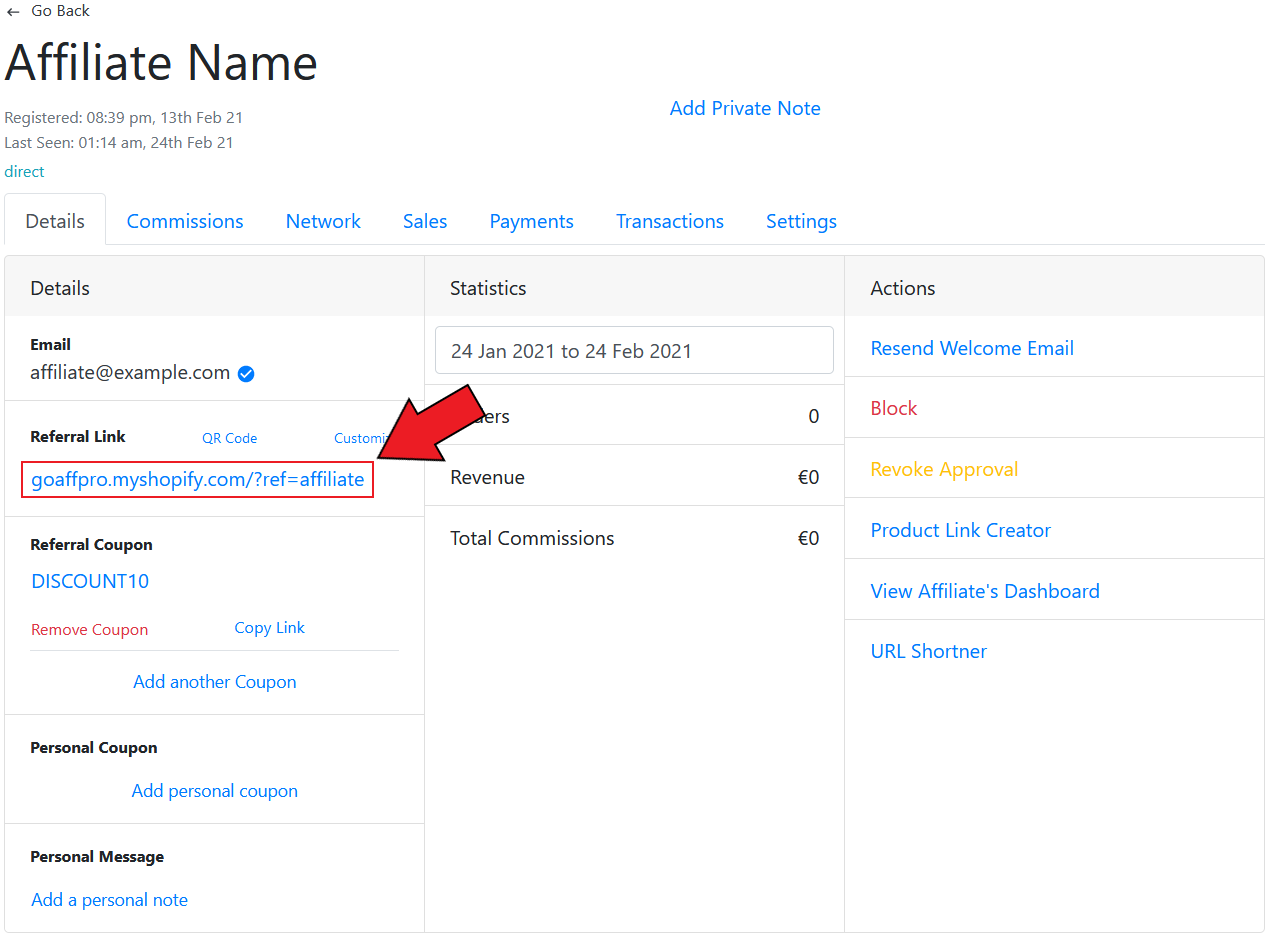 ← Go Back
Affiliate Name
Registered: 08:39 pm, 13th Feb 21
Last Seen: 01:14 am, 24th Feb 21
direct
Add Private Note
Details Commissions Network Sales Payments Transactions Settings
Details
Email
affiliate@example.com
Referral Link QR Code
goaffpro.myshopify.com/?ref=affiliate
Referral Coupon
DISCOUNT10
Remove Coupon Copy Link
Add another Coupon
Personal Coupon
Add personal coupon
Personal Message
Add a personal note
Statistics
24 Jan 2021 to 24 Feb 2021
0
Revenue €0
Total Commissions €0
Actions
Resend Welcome Email
Block
Revoke Approval
Product Link Creator
View Affiliate's Dashboard
URL Shortner